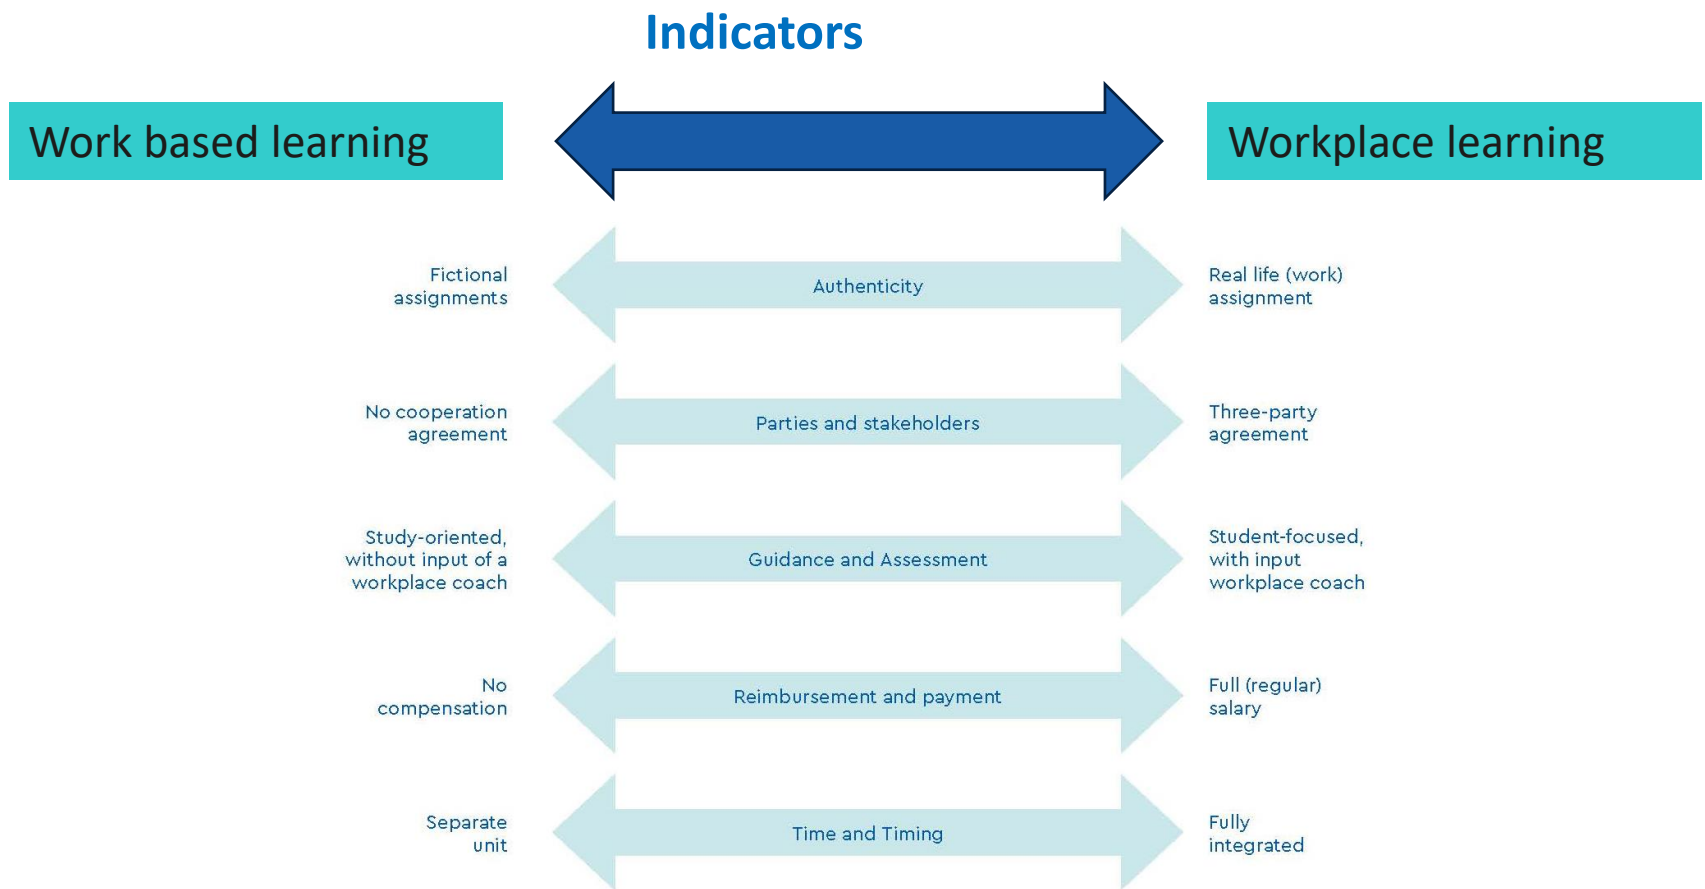 Indicators
Work based learning
Workplace learning
Fictional
assignments
Authenticity
Real life (work)
assignment
No cooperation
agreement
Parties and stakeholders
Three-party
agreement
Study-oriented,
without input of a
workplace coach
Guidance and Assessment
Student-focused,
with input
workplace coach
No
compensation
Reimbursement and payment
Full (regular)
salary
Separate
unit
Time and Timing
Fully
integrated